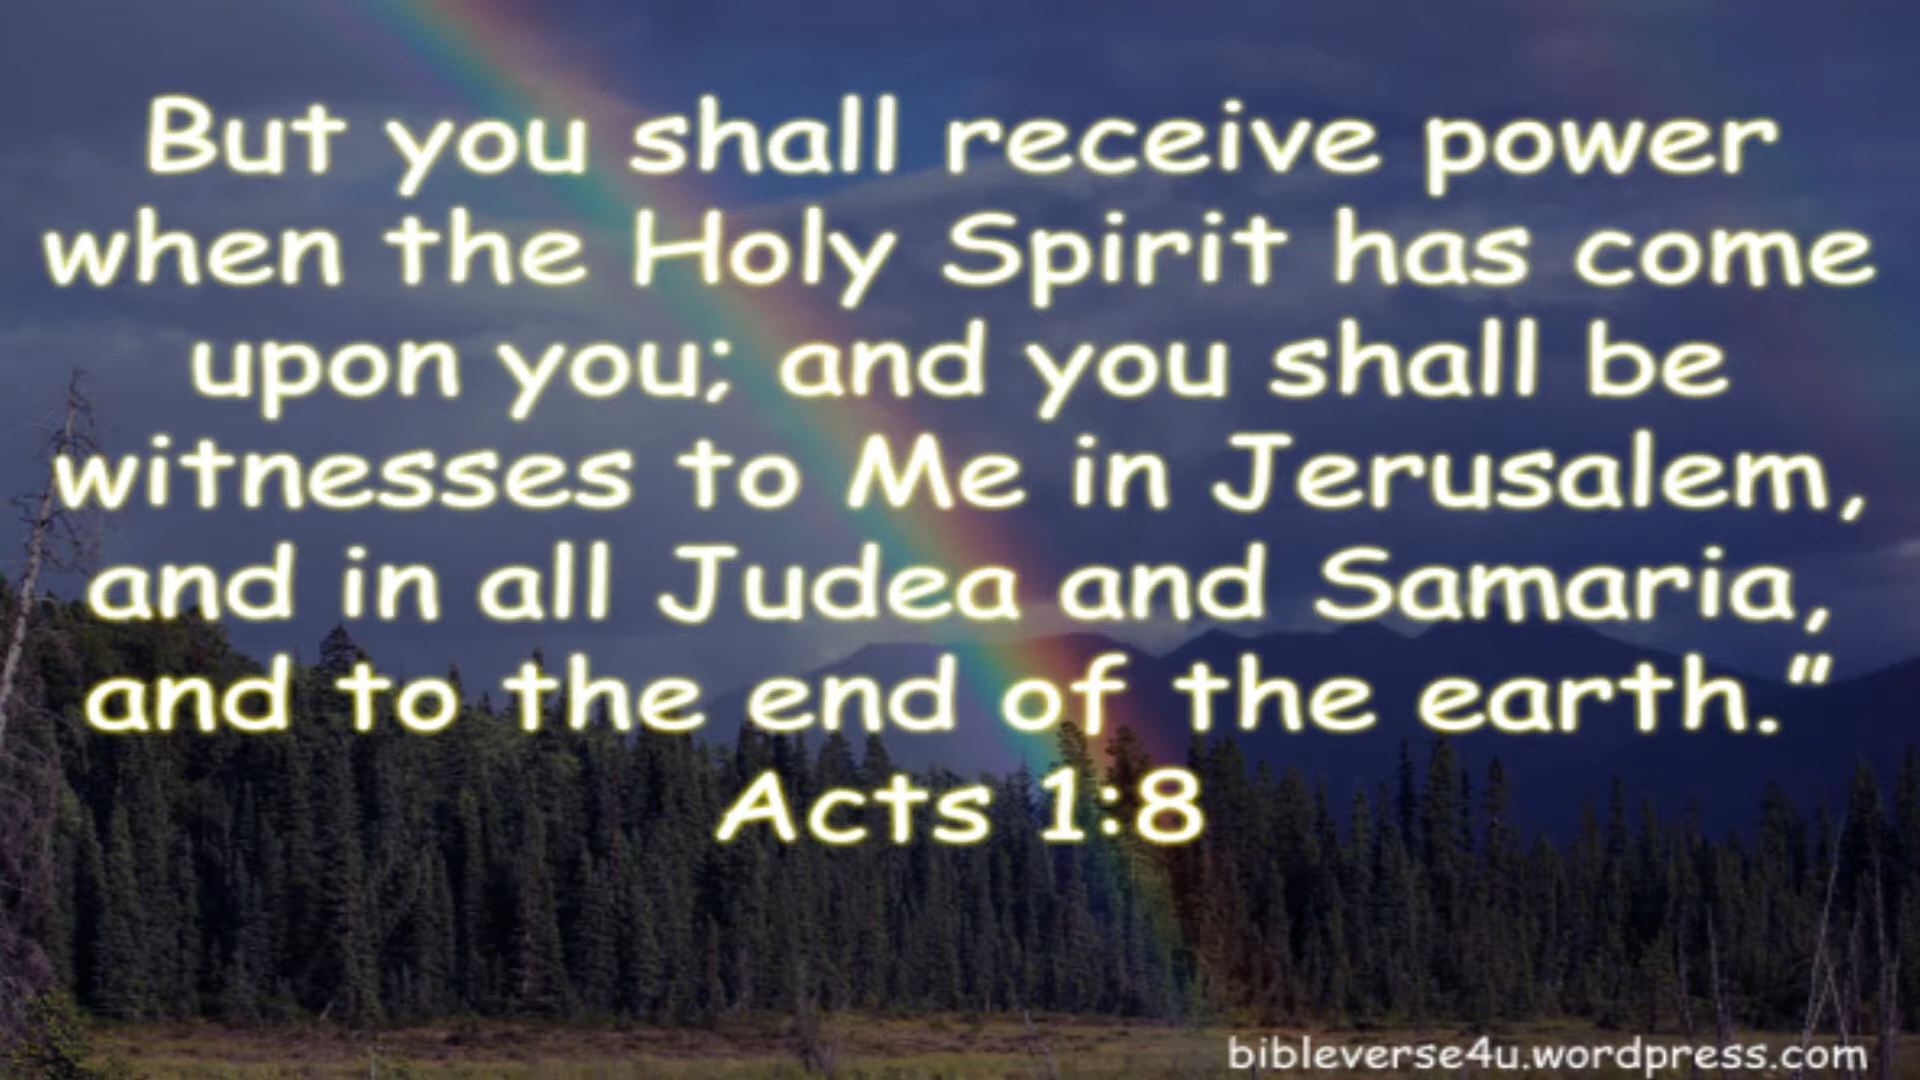 But you shall receive power
when the Holy Spirit has come
upon you; and you shall be
witnesses to Me in Jerusalem,
and in all Judea and Samaria,
and to the end of the earth."
Acts 1:8
bibleverse4u.wordpress.com